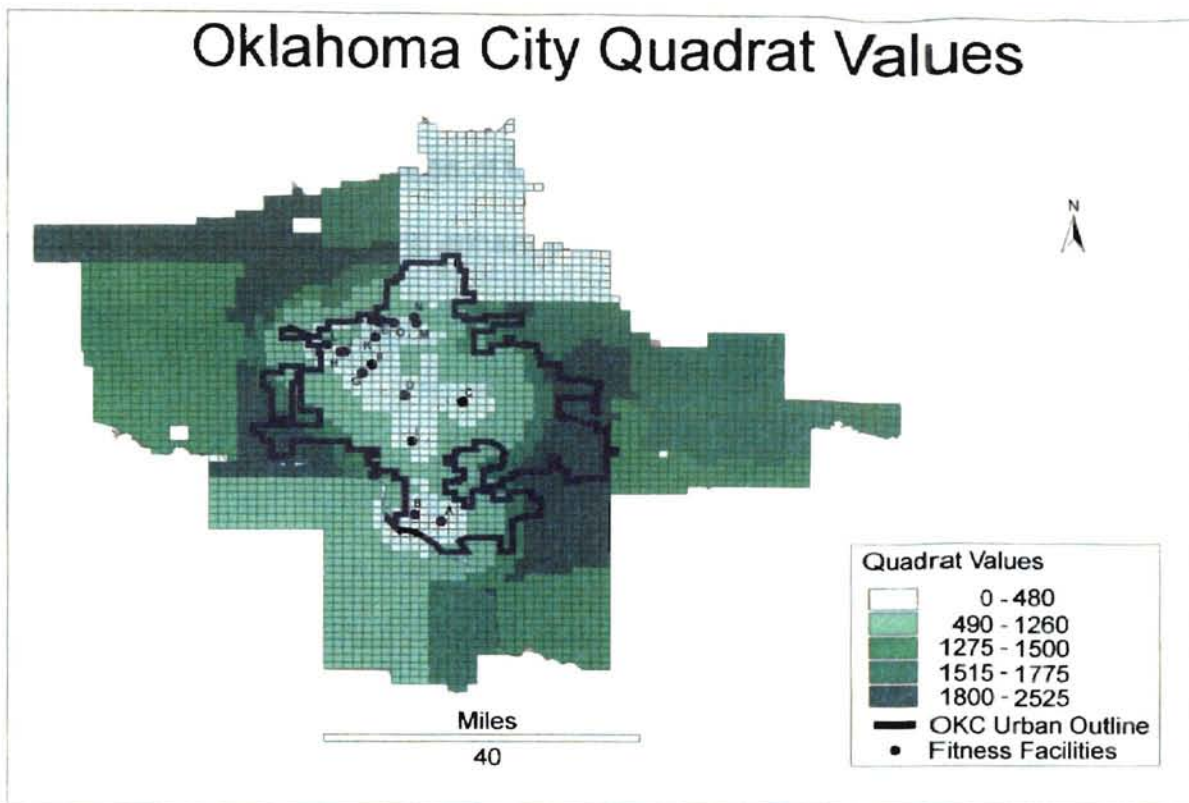 Oklahoma City Quadrat Values
N
M
D
C
B
A
Quadrat Values
0 - 480
490 - 1260
1275 - 1500
1515 - 1775
1800 - 2525
OKC Urban Outline
Fitness Facilities
Miles
40